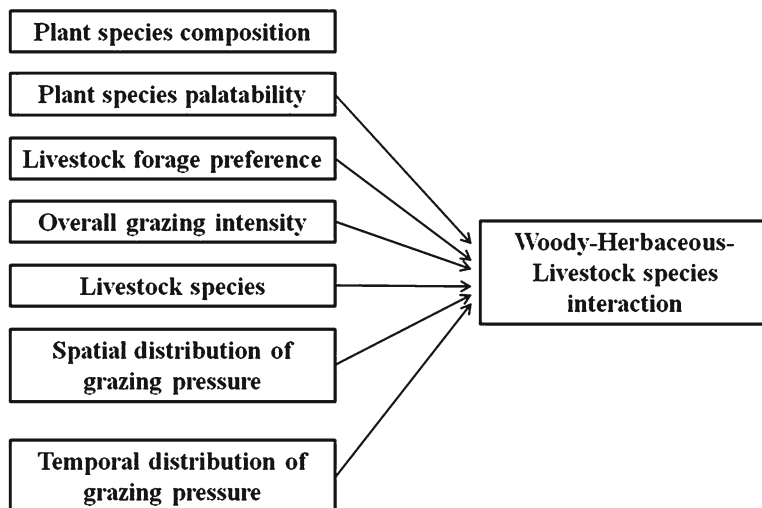 Plant species composition
Plant species palatability
Livestock forage preference
Overall grazing intensity
Livestock species
Spatial distribution of
grazing pressure
Temporal distribution of
grazing pressure
Woody-Herbaceous-
Livestock species
interaction